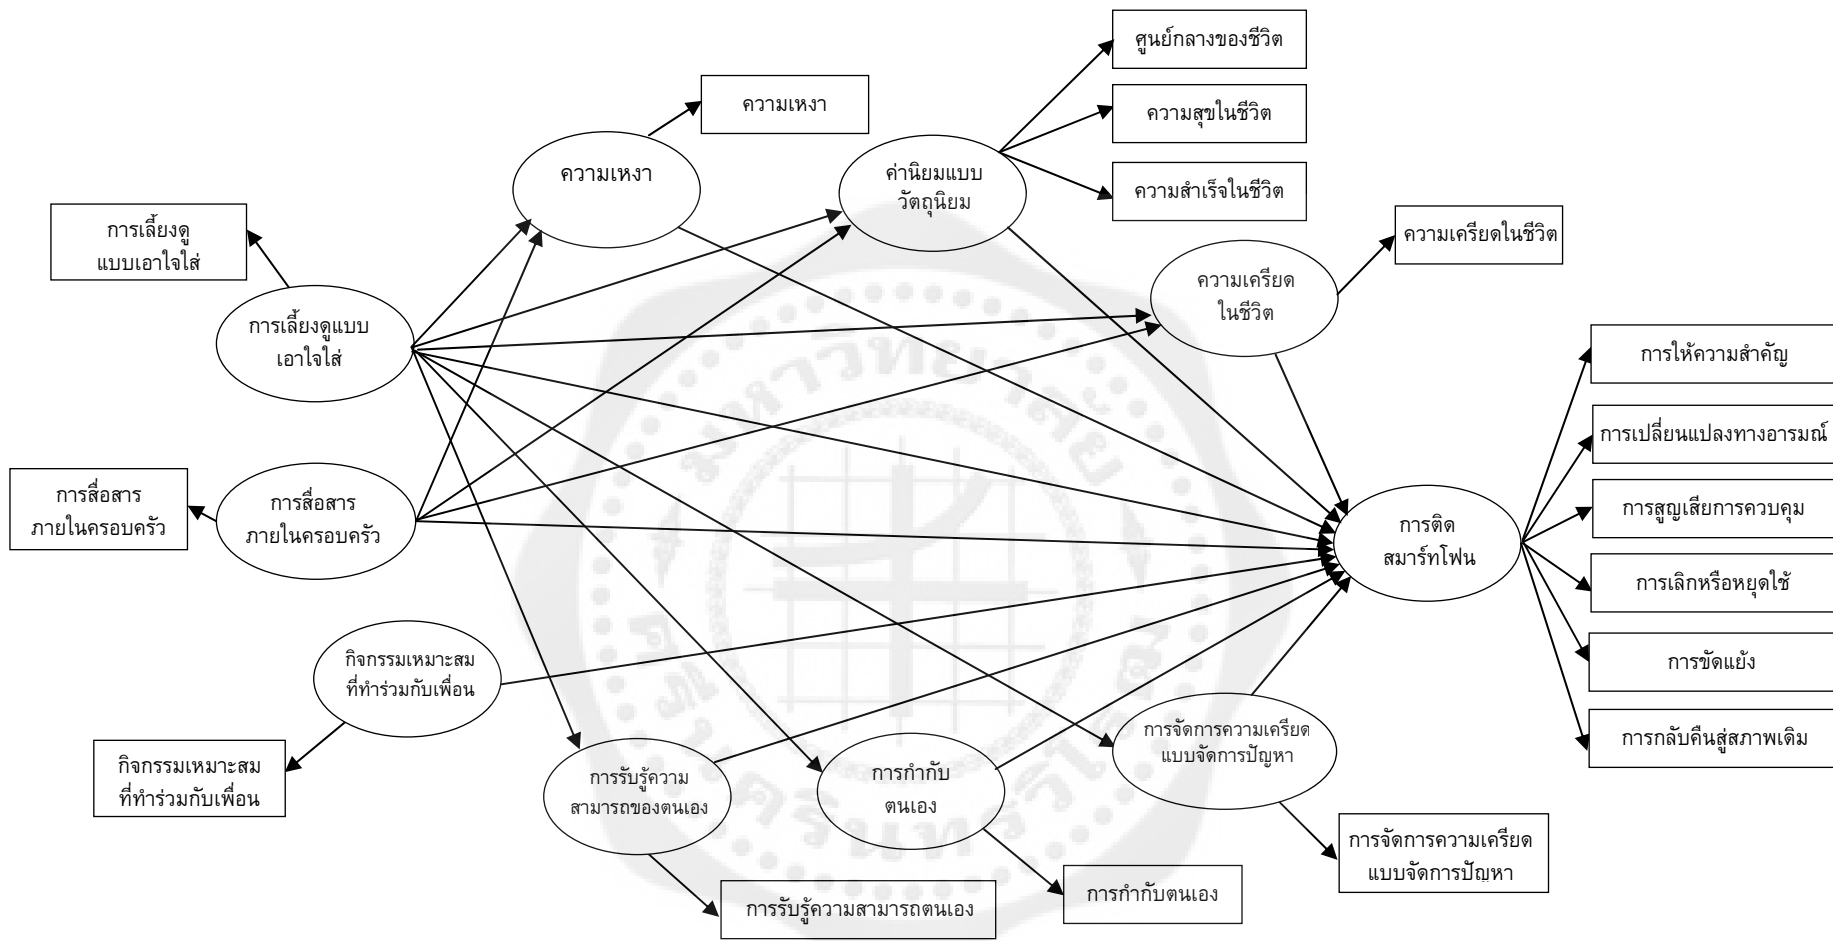 ศูนย์กลางของชีวิต
ความเหงา
ความสุขในชีวิต
ความเหงา
ค่านิยมแบบ
วัตถุนิยม
ความสำเร็จในชีวิต
การเลี้ยงดู
แบบเอาใจใส่
ความเครียดในชีวิต
ความเครียด
ในชีวิต
การเลี้ยงดูแบบ
เอาใจใส่
การให้ความสำคัญ
การเปลี่ยนแปลงทางอารมณ์
การสื่อสาร
ภายในครอบครัว
การสื่อสาร
ภายในครอบครัว
การสูญเสียการควบคุม
การติด
สมาร์ทโฟน
การเลิกหรือหยุดใช้
กิจกรรมเหมาะสม
ที่ทำร่วมกับเพื่อน
การขัดแย้ง
การจัดการความเครียด
แบบจัดการปัญหา
การกลับคืนสู่สภาพเดิม
กิจกรรมเหมาะสม
ที่ทำร่วมกับเพื่อน
การรับรู้ความ
สามารถของตนเอง
การกำกับ
ตนเอง
การจัดการความเครียด
แบบจัดการปัญหา
การกำกับตนเอง
การรับรู้ความสามารถตนเอง
มหาวิทยาลัย
ศรีนครินทรวิโรฒ